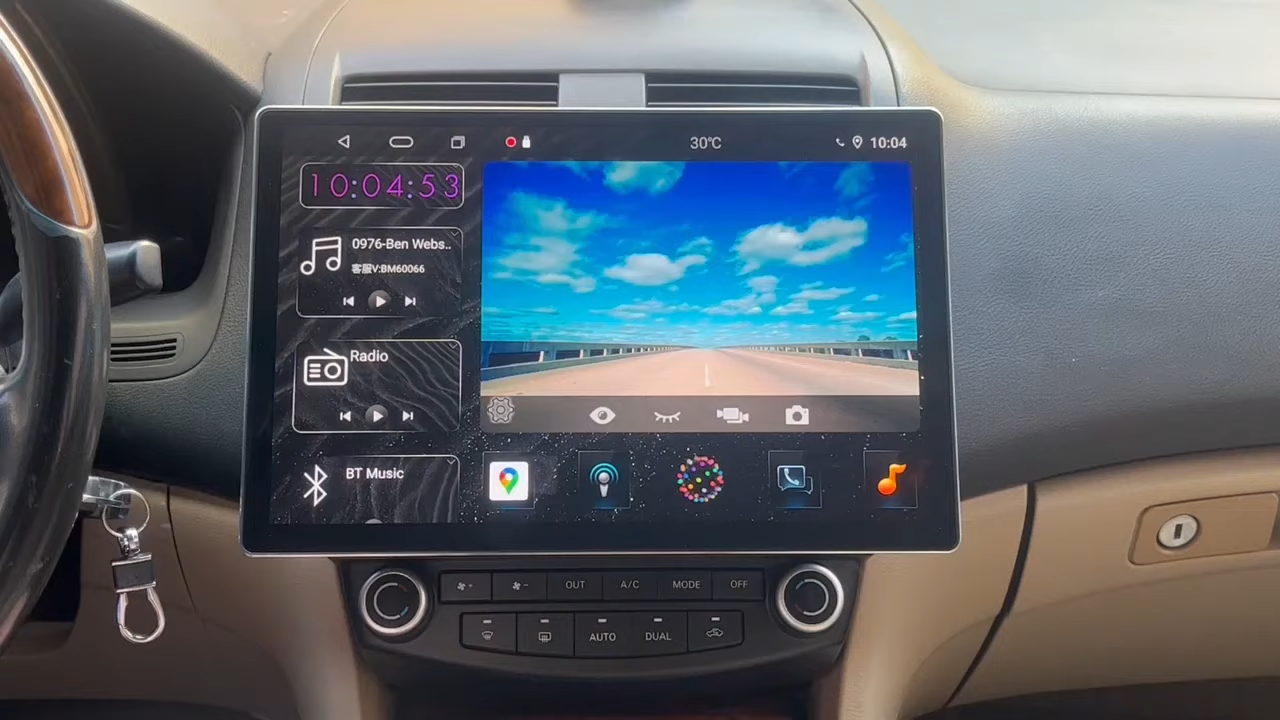 30℃
10:04
10:04:53
0976-Ben Webs..
客服V:BM60066
Radio
BT Music
OUT
A/C
MODE
OFF
AUTO
DUAL